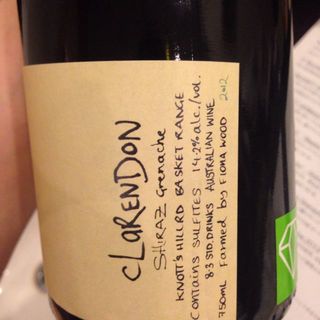 CLARENDON
SHIRAZ Grenache
KNOTT'S HILL RD BASKET RANGE
Contains SULFITES 14.2% alc./vol.
8.3 STD. DRINKS AUSTRALIAN WINE
750ML Farmed by FIONA WOOD 2012